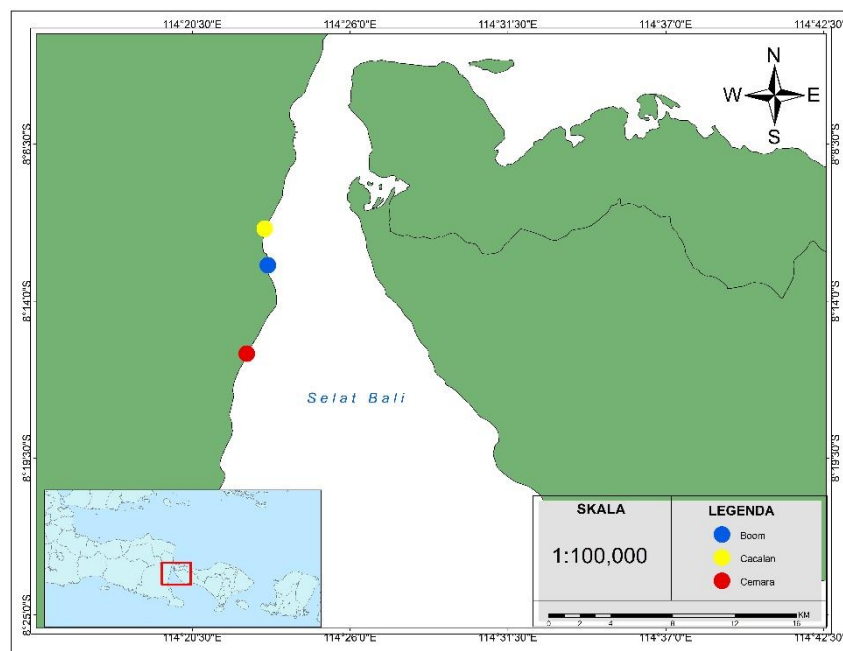 114°20'30"E 114°26'0"E 114°31'30"E 114°37'0"E 114°42'30"E
N
W E
S
8°8'30"S 8°8'30"S
8°14'0"S 8°14'0"S
Selat Bali
8°19'30"S 8°19'30"S
SKALA
1:100,000
LEGENDA
Boom
Cacalan
Cemara
KM
0 2 4 8 12 16
8°25'0"S 8°25'0"S
114°20'30"E 114°26'0"E 114°31'30"E 114°37'0"E 114°42'30"E